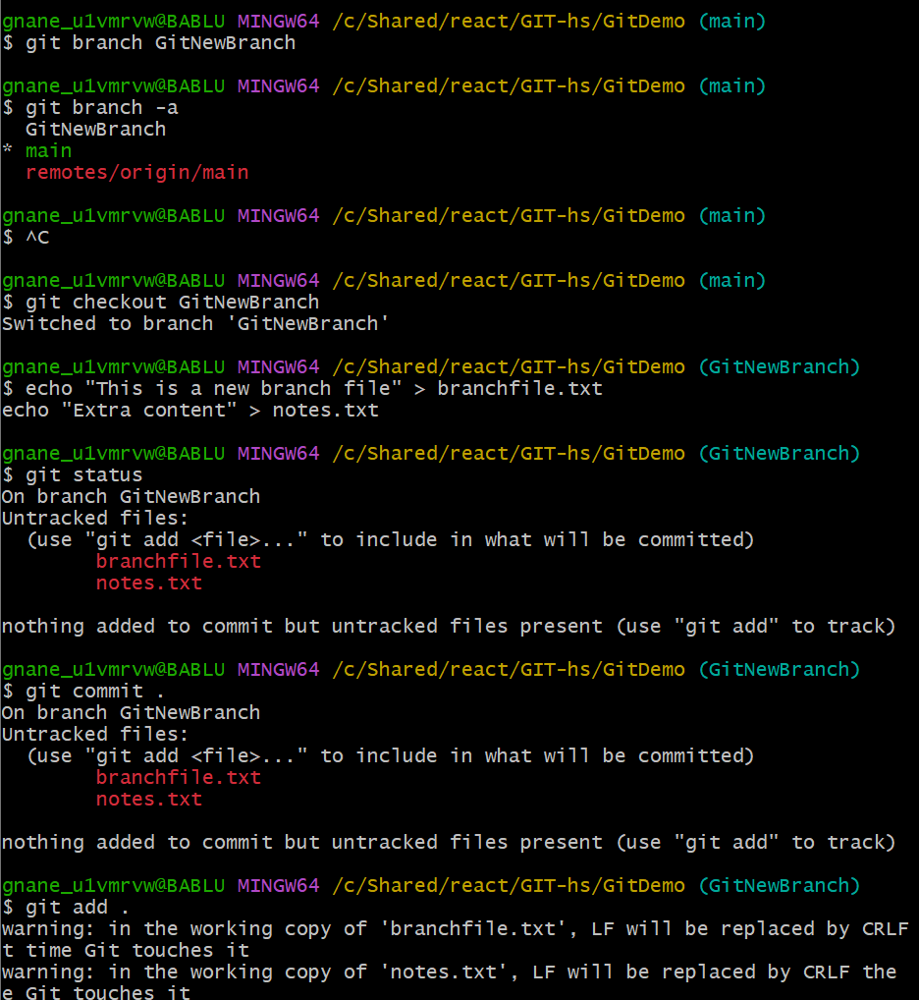 gnane_u1vmrvw@BABLU MINGW64 /c/Shared/react/GIT-hs/GitDemo (main)
$ git branch GitNewBranch
gnane_u1vmrvw@BABLU MINGW64 /c/Shared/react/GIT-hs/GitDemo (main)
$ git branch -a
  GitNewBranch
* main
  remotes/origin/main
gnane_u1vmrvw@BABLU MINGW64 /c/Shared/react/GIT-hs/GitDemo (main)
$ ^C
gnane_u1vmrvw@BABLU MINGW64 /c/Shared/react/GIT-hs/GitDemo (main)
$ git checkout GitNewBranch
Switched to branch 'GitNewBranch'
gnane_u1vmrvw@BABLU MINGW64 /c/Shared/react/GIT-hs/GitDemo (GitNewBranch)
$ echo "This is a new branch file" > branchfile.txt
echo "Extra content" > notes.txt
gnane_u1vmrvw@BABLU MINGW64 /c/Shared/react/GIT-hs/GitDemo (GitNewBranch)
$ git status
On branch GitNewBranch
Untracked files:
  (use "git add <file>..." to include in what will be committed)
        branchfile.txt
        notes.txt
nothing added to commit but untracked files present (use "git add" to track)
gnane_u1vmrvw@BABLU MINGW64 /c/Shared/react/GIT-hs/GitDemo (GitNewBranch)
$ git commit .
On branch GitNewBranch
Untracked files:
  (use "git add <file>..." to include in what will be committed)
        branchfile.txt
        notes.txt
nothing added to commit but untracked files present (use "git add" to track)
gnane_u1vmrvw@BABLU MINGW64 /c/Shared/react/GIT-hs/GitDemo (GitNewBranch)
$ git add .
warning: in the working copy of 'branchfile.txt', LF will be replaced by CRLF
t time Git touches it
warning: in the working copy of 'notes.txt', LF will be replaced by CRLF the
e Git touches it